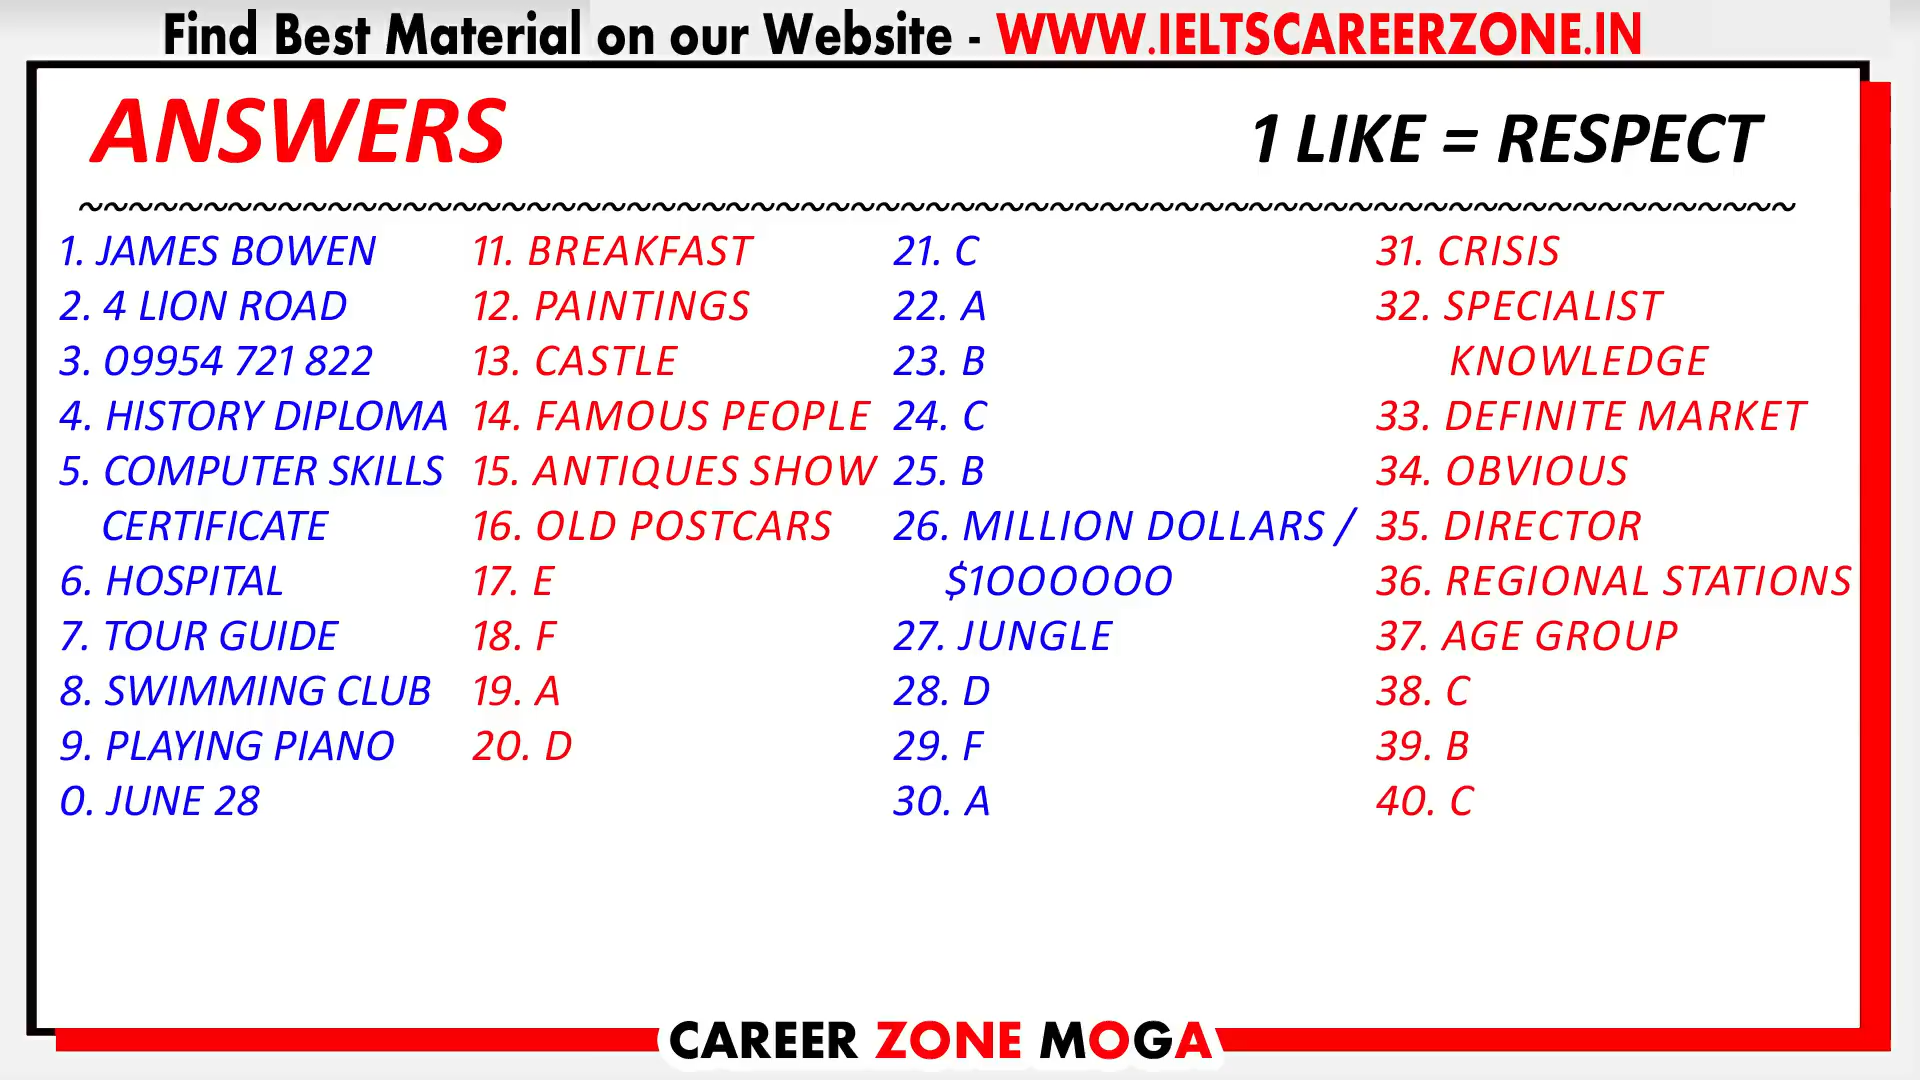 Find Best Material on our Website - WWW.IELTSCAREERZONE.IN
ANSWERS
1 LIKE = RESPECT
~~~~~~~~~~~~~~~~~~~~~~~~~~~~~~~~~~~~~~~~~~~~~~~~~~~~~~~~~~~~~~~~~~~~~
1. JAMES BOWEN
2. 4 LION ROAD
3. 09954 721 822
4. HISTORY DIPLOMA
5. COMPUTER SKILLS
CERTIFICATE
6. HOSPITAL
7. TOUR GUIDE
8. SWIMMING CLUB
9. PLAYING PIANO
0. JUNE 28
11. BREAKFAST
12. PAINTINGS
13. CASTLE
14. FAMOUS PEOPLE
15. ANTIQUES SHOW
16. OLD POSTCARS
17. E
18. F
19. A
20. D
21. C
22. A
23. B
24. C
25. B
26. MILLION DOLLARS /
$1000000
27. JUNGLE
28. D
29. F
30. A
31. CRISIS
32. SPECIALIST
KNOWLEDGE
33. DEFINITE MARKET
34. OBVIOUS
35. DIRECTOR
36. REGIONAL STATIONS
37. AGE GROUP
38. C
39. B
40. C
CAREER ZONE MOGA